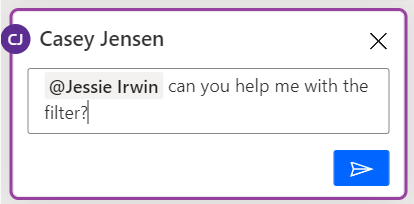 CJ Casey Jensen
@Jessie Irwin can you help me with the
filter?